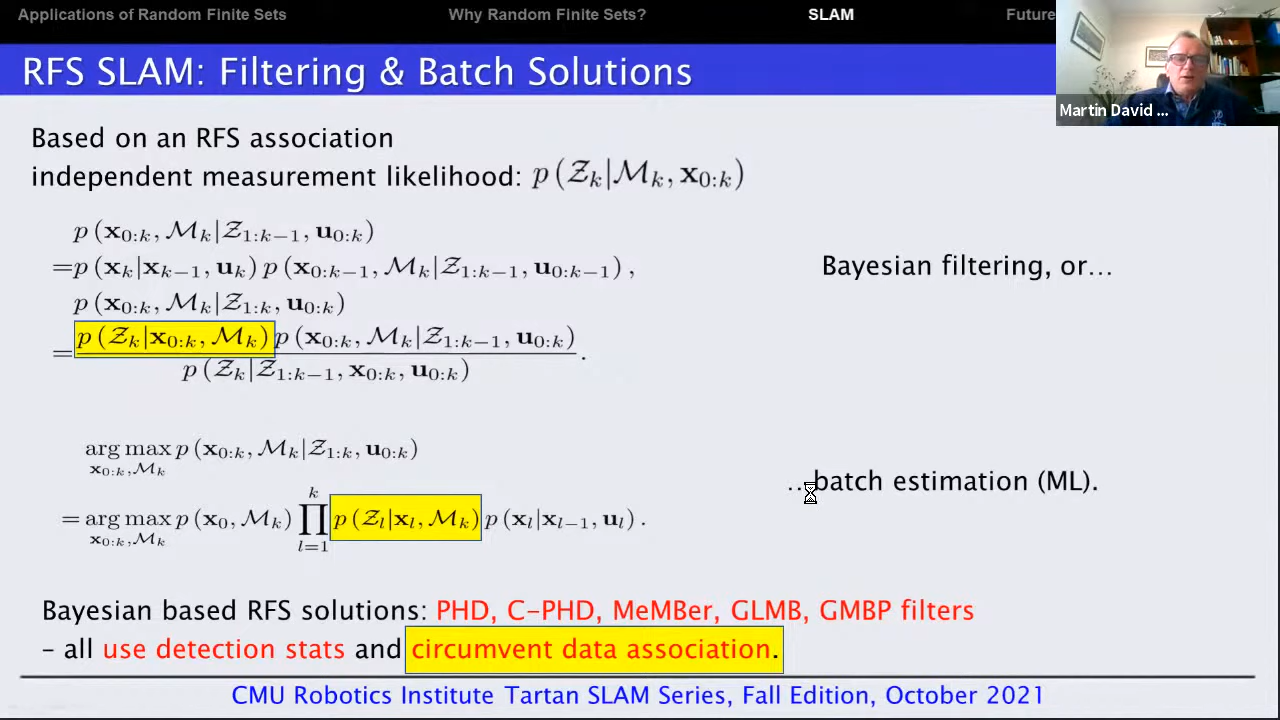 Applications of Random Finite Sets Why Random Finite Sets? SLAM Future
RFS SLAM: Filtering & Batch Solutions
Martin David ...
Based on an RFS association
independent measurement likelihood: p(𝒵ₖ|ℳₖ, 𝐱₀:ₖ)
p(𝐱₀:ₖ, ℳₖ|𝒵₁:ₖ₋₁, 𝐮₀:ₖ)
=p(𝐱ₖ|𝐱ₖ₋₁, 𝐮ₖ) p(𝐱₀:ₖ₋₁, ℳₖ|𝒵₁:ₖ₋₁, 𝐮₀:ₖ₋₁),
Bayesian filtering, or...
p(𝐱₀:ₖ, ℳₖ|𝒵₁:ₖ, 𝐮₀:ₖ)
= p(𝒵ₖ|𝐱₀:ₖ, ℳₖ) p(𝐱₀:ₖ, ℳₖ|𝒵₁:ₖ₋₁, 𝐮₀:ₖ)
p(𝒵ₖ|𝒵₁:ₖ₋₁, 𝐱₀:ₖ, 𝐮₀:ₖ) .
arg max p(𝐱₀:ₖ, ℳₖ|𝒵₁:ₖ, 𝐮₀:ₖ)
𝐱₀:ₖ,ℳₖ
...batch estimation (ML).
= arg max p(𝐱₀, ℳₖ) ∏ₗ₌₁ᵏ p(𝒵ₗ|𝐱ₗ, ℳₖ) p(𝐱ₗ|𝐱ₗ₋₁, 𝐮ₗ).
𝐱₀:ₖ,ℳₖ
Bayesian based RFS solutions: PHD, C-PHD, MeMBer, GLMB, GMBP filters
– all use detection stats and circumvent data association.
CMU Robotics Institute Tartan SLAM Series, Fall Edition, October 2021